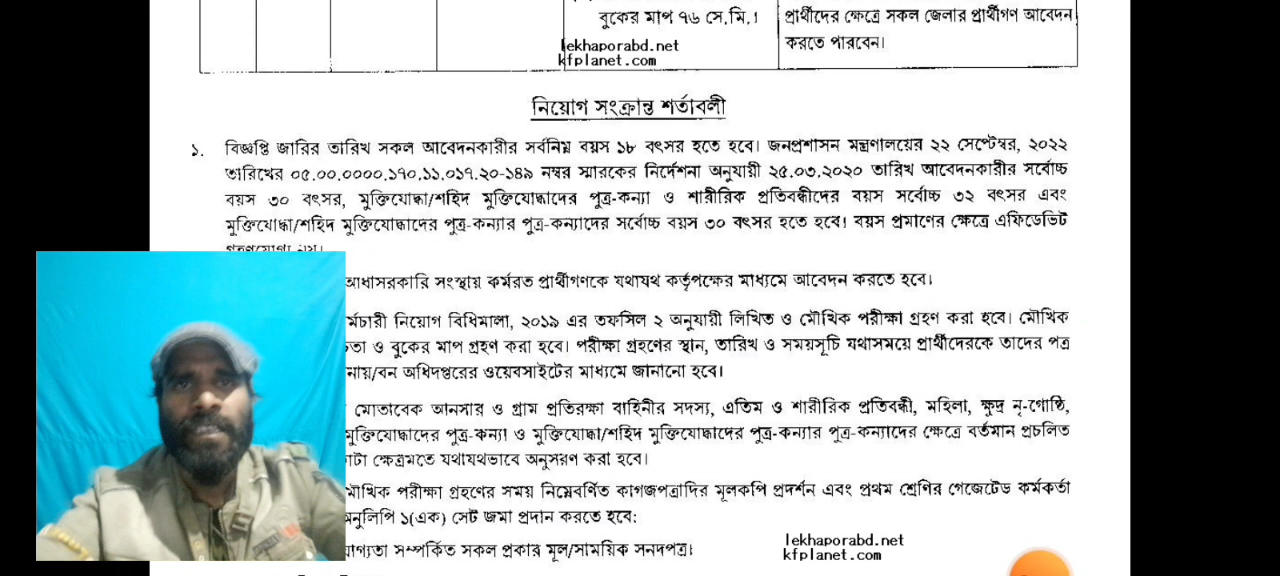 বুকের মাপ ৭৬ সে.মি.।
প্রার্থীদের ক্ষেত্রে সকল জেলার প্রার্থীগণ আবেদন
করতে পারবেন।
lekhaporabd.net
kfplanet.com
নিয়োগ সংক্রান্ত শর্তাবলী
১. বিজ্ঞপ্তি জারির তারিখ সকল আবেদনকারীর সর্বনিম্ন বয়স ১৮ বৎসর হতে হবে। জনপ্রশাসন মন্ত্রণালয়ের ২২ সেপ্টেম্বর, ২০২২
তারিখের ০৫.০০.০০০০.১৭০.১১.০১৭.২০-১৪৯ নম্বর স্মারকের নির্দেশনা অনুযায়ী ২৫.০৩.২০২০ তারিখ আবেদনকারীর সর্বোচ্চ
বয়স ৩০ বৎসর, মুক্তিযোদ্ধা/শহিদ মুক্তিযোদ্ধাদের পুত্র-কন্যা ও শারীরিক প্রতিবন্ধীদের বয়স সর্বোচ্চ ৩২ বৎসর এবং
মুক্তিযোদ্ধা/শহিদ মুক্তিযোদ্ধাদের পুত্র-কন্যার পুত্র-কন্যাদের সর্বোচ্চ বয়স ৩০ বৎসর হতে হবে। বয়স প্রমাণের ক্ষেত্রে এফিডেভিট
আধাসরকারি সংস্থায় কর্মরত প্রার্থীগণকে যথাযথ কর্তৃপক্ষের মাধ্যমে আবেদন করতে হবে।
র্মচারী নিয়োগ বিধিমালা, ২০১৯ এর তফসিল ২ অনুযায়ী লিখিত ও মৌখিক পরীক্ষা গ্রহণ করা হবে। মৌখিক
ও বুকের মাপ গ্রহণ করা হবে। পরীক্ষা গ্রহণের স্থান, তারিখ ও সময়সূচি যথাসময়ে প্রার্থীদেরকে তাদের পত্র
নায়/বন অধিদপ্তরের ওয়েবসাইটের মাধ্যমে জানানো হবে।
মোতাবেক আনসার ও গ্রাম প্রতিরক্ষা বাহিনীর সদস্য, এতিম ও শারীরিক প্রতিবন্ধী, মহিলা, ক্ষুদ্র নৃ-গোষ্ঠি,
মুক্তিযোদ্ধাদের পুত্র-কন্যা ও মুক্তিযোদ্ধা/শহিদ মুক্তিযোদ্ধাদের পুত্র-কন্যার পুত্র-কন্যাদের ক্ষেত্রে বর্তমান প্রচলিত
টা ক্ষেত্রমতে যথাযথভাবে অনুসরণ করা হবে।
মৌখিক পরীক্ষা গ্রহণের সময় নিম্নেবর্ণিত কাগজপত্রাদির মূলকপি প্রদর্শন এবং প্রথম শ্রেণির গেজেটেড কর্মকর্তা
অনুলিপি ১(এক) সেট জমা প্রদান করতে হবে:
গ্যতা সম্পর্কিত সকল প্রকার মূল/সাময়িক সনদপত্র।
lekhaporabd.net
kfplanet.com